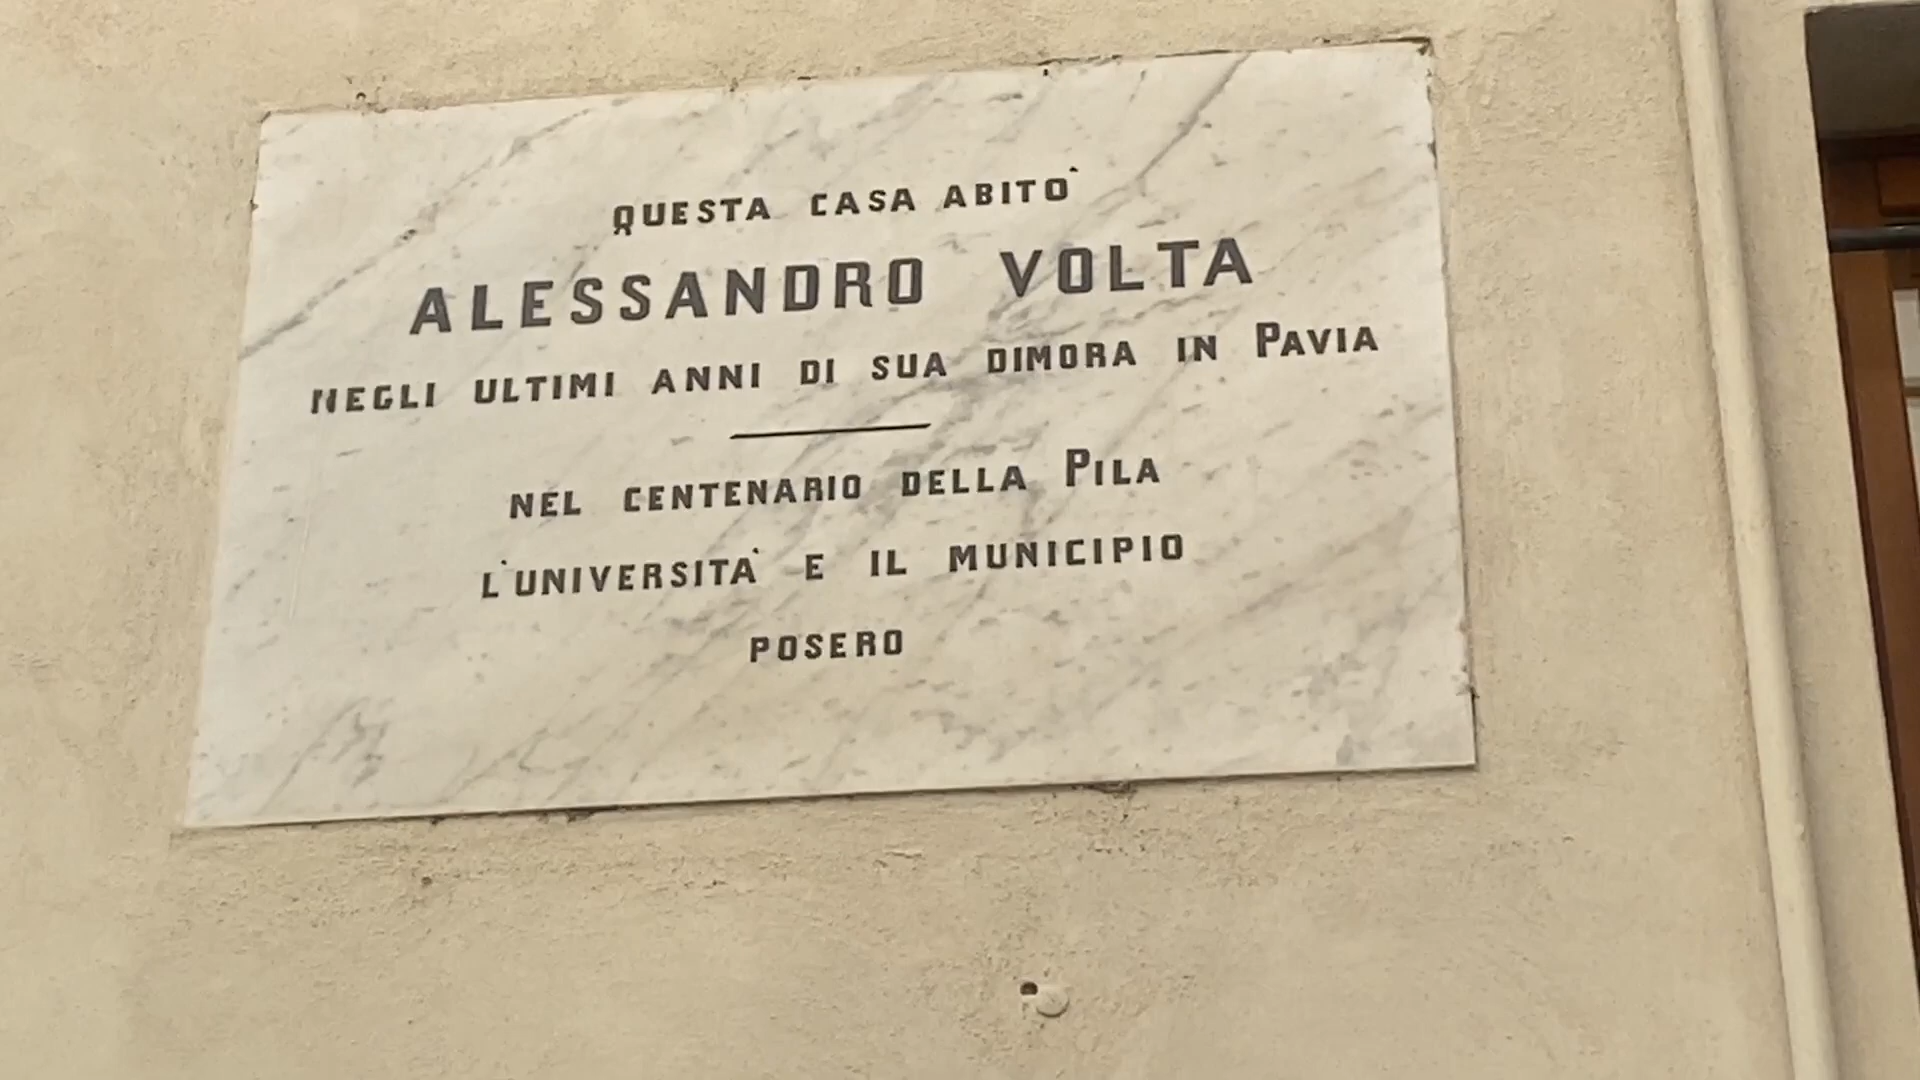 QUESTA CASA ABITO`
ALESSANDRO VOLTA
NEGLI ULTIMI ANNI DI SUA DIMORA IN PAVIA
NEL CENTENARIO DELLA PILA
L'UNIVERSITA` E IL MUNICIPIO
POSERO